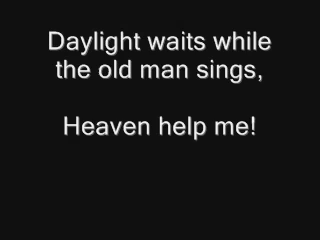 Daylight waits while
the old man sings,
Heaven help me!